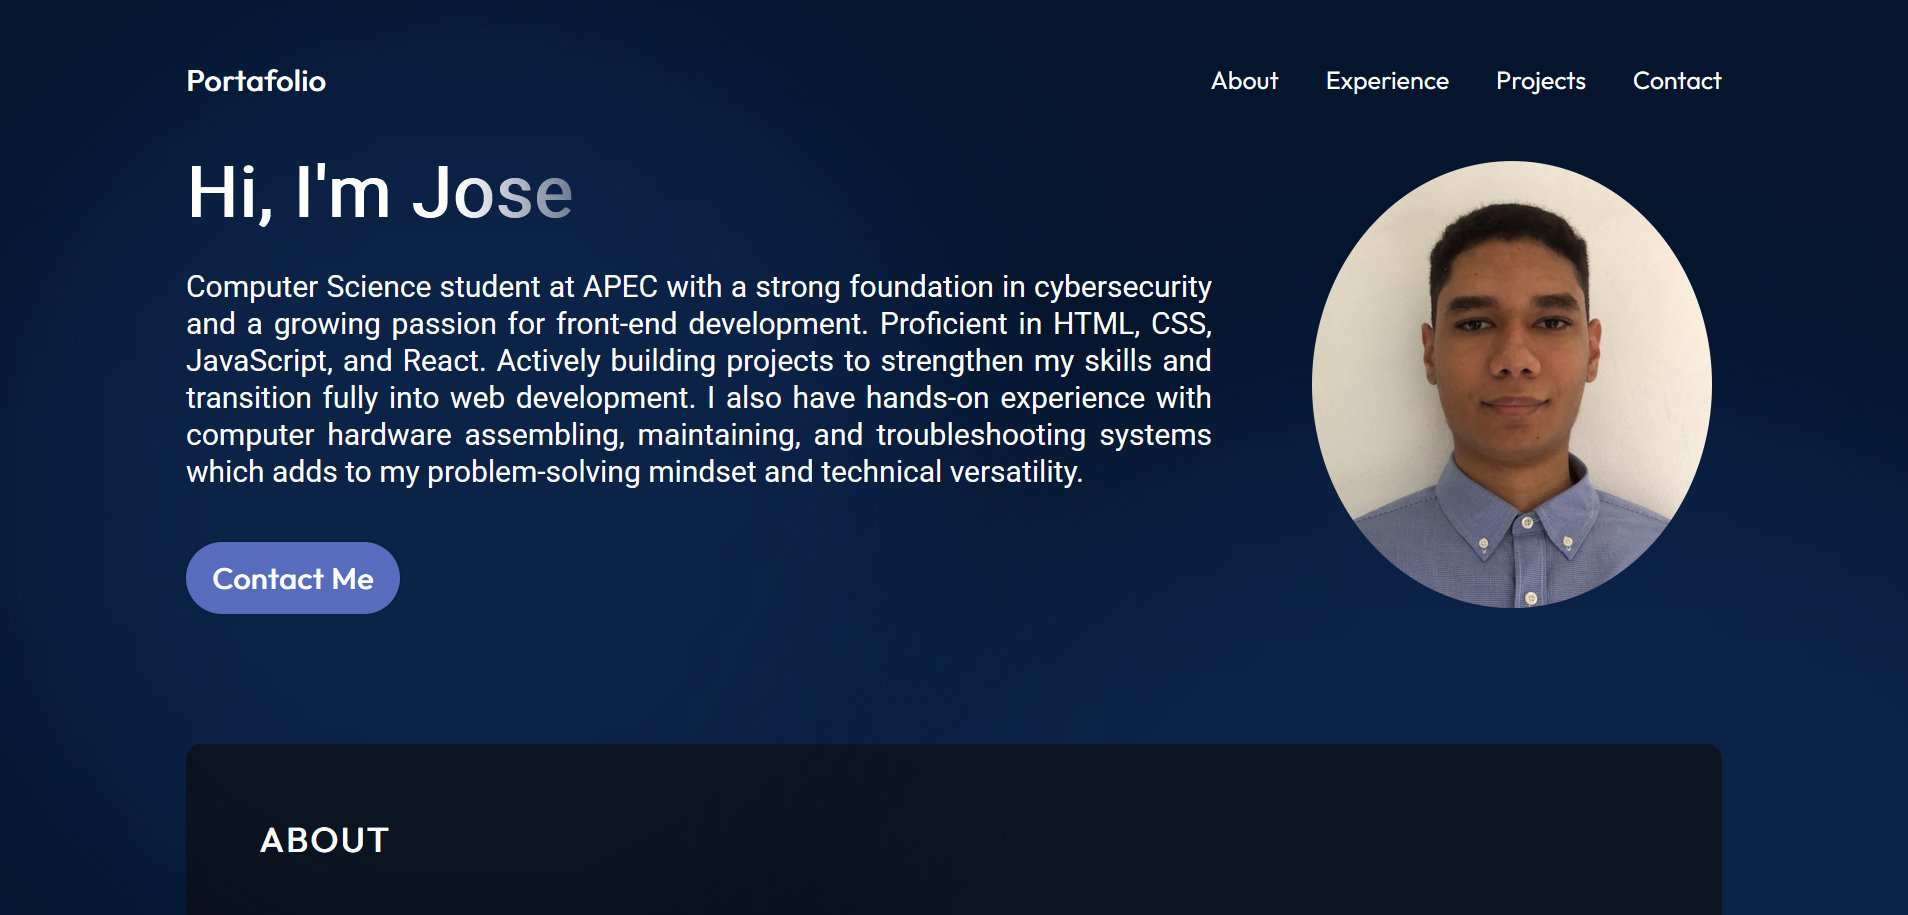 Portafolio
About Experience Projects Contact
Hi, I'm Jose
Computer Science student at APEC with a strong foundation in cybersecurity
and a growing passion for front-end development. Proficient in HTML, CSS,
JavaScript, and React. Actively building projects to strengthen my skills and
transition fully into web development. I also have hands-on experience with
computer hardware assembling, maintaining, and troubleshooting systems
which adds to my problem-solving mindset and technical versatility.
Contact Me
ABOUT